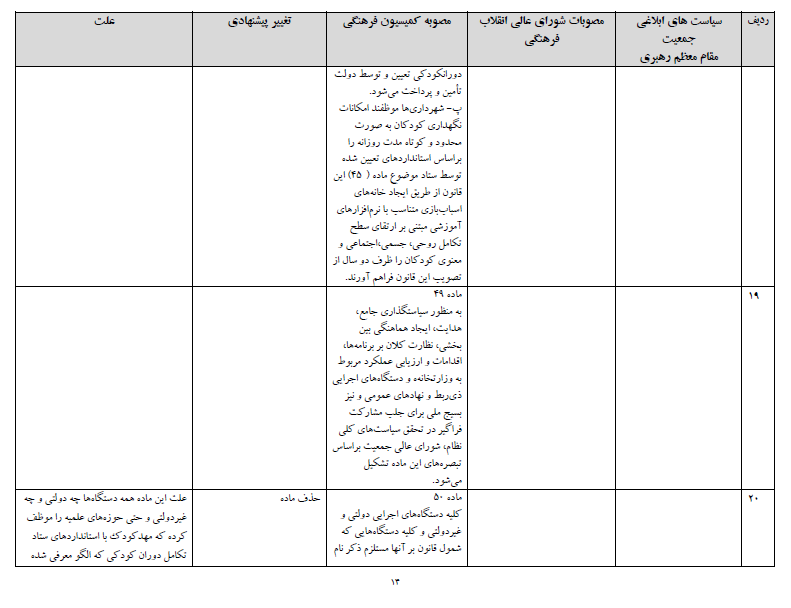 ردیف
سیاست های ابلاغی
جمعیت
مقام معظم رهبری
مصوبات شورای عالی انقلاب
فرهنگی
مصوبه کمیسیون فرهنگی
تغییر پیشنهادی
علت
دورانکودکی تعیین و توسط دولت
تأمین و پرداخت می‌شود.
پ- شهرداری‌ها موظفند امکانات
نگهداری کودکان به صورت
محدود و کوتاه مدت روزانه را
براساس استانداردهای تعیین شده
توسط ستاد موضوع ماده ( ۴۵) این
قانون از طریق ایجاد خانه‌های
اسباب‌بازی متناسب با نرم‌افزارهای
آموزشی مبتنی بر ارتقای سطح
تکامل روحی، جسمی،اجتماعی و
معنوی کودکان را ظرف دو سال از
تصویب این قانون فراهم آورند.
۱۹
ماده ۴۹
به منظور سیاستگذاری جامع،
هدایت، ایجاد هماهنگی بین
بخشی، نظارت کلان بر برنامه‌ها،
اقدامات و ارزیابی عملکرد مربوط
به وزارتخانه‌ه و دستگاه‌های اجرایی
ذی‌ربط و نهادهای عمومی و نیز
بسیج ملی برای جلب مشارکت
فراگیر در تحقق سیاست‌های کلی
نظام، شورای عالی جمعیت براساس
تبصره‌های این ماده تشکیل
می‌شود.
۲۰
ماده ۵۰
کلیه دستگاه‌های اجرایی دولتی و
غیردولتی و کلیه دستگاه‌هایی که
شمول قانون بر آنها مستلزم ذکر نام
حذف ماده
علت این ماده همه دستگاه‌ها چه دولتی و چه
غیردولتی و حتی حوزه‌های علمیه را موظف
کرده که مهدکودک با استانداردهای ستاد
تکامل دوران کودکی که الگو معرفی شده
۱۴